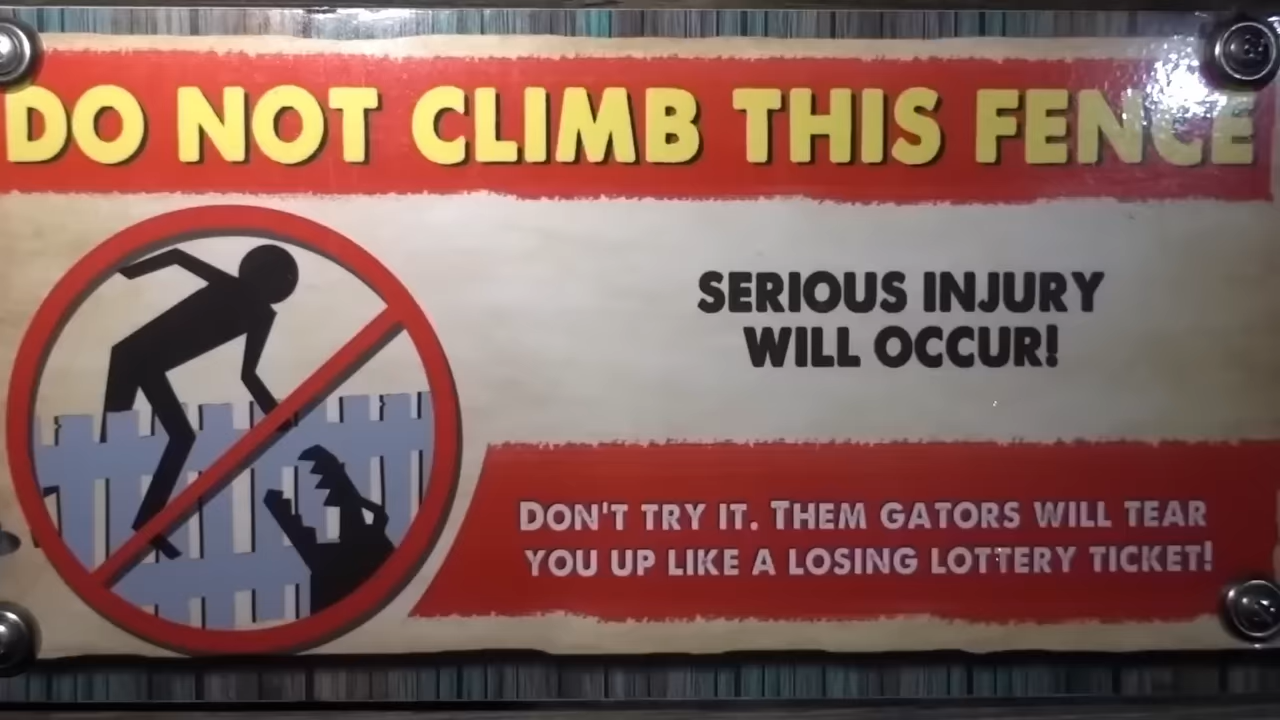 DO NOT CLIMB THIS FENCE
SERIOUS INJURY
WILL OCCUR!
DON'T TRY IT. THEM GATORS WILL TEAR
YOU UP LIKE A LOSING LOTTERY TICKET!